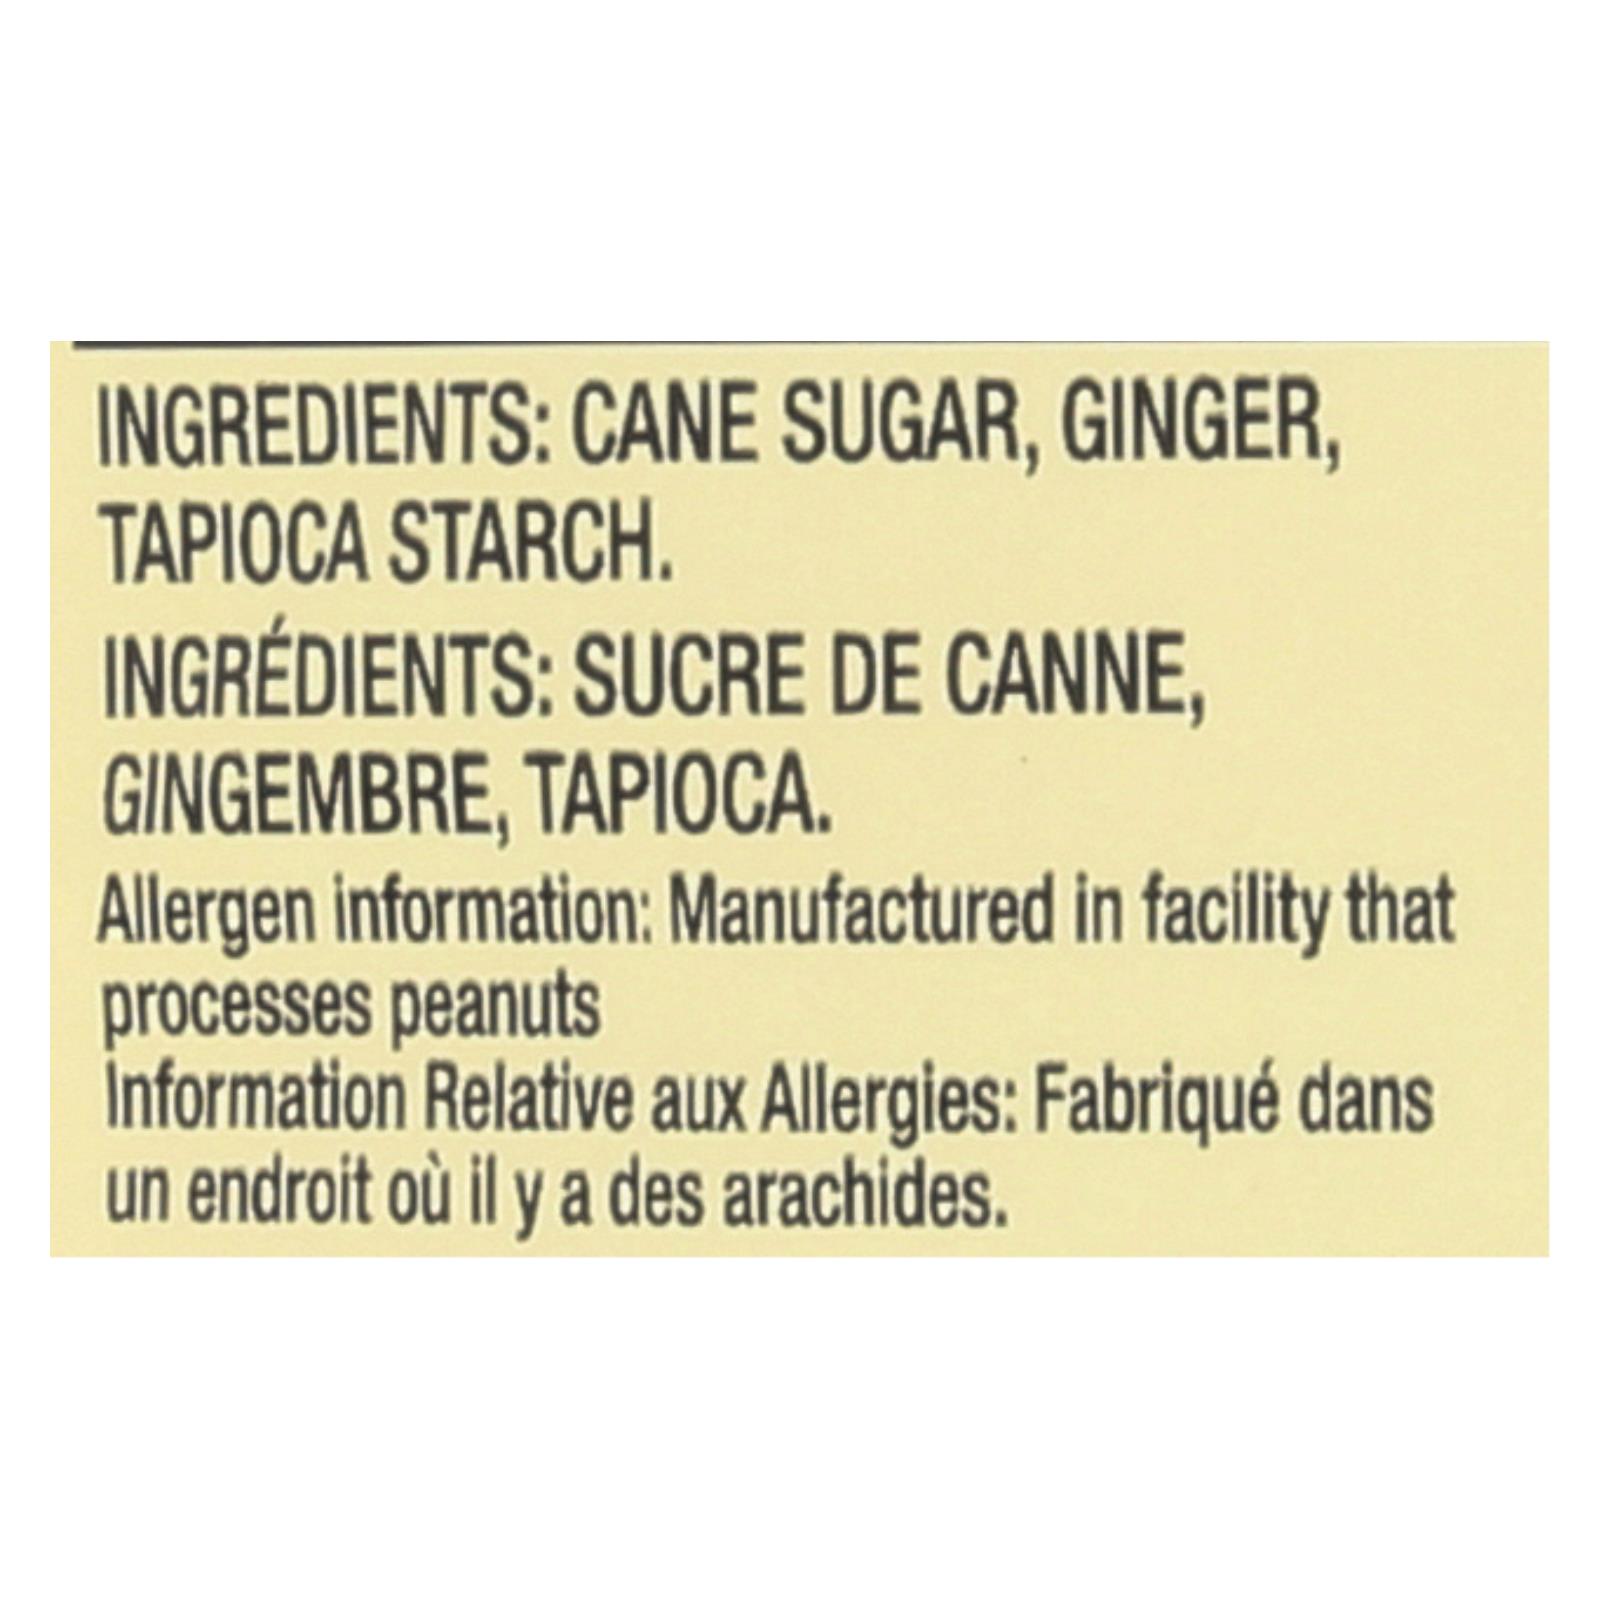 INGREDIENTS: CANE SUGAR, GINGER,
TAPIOCA STARCH.
INGRÉDIENTS: SUCRE DE CANNE,
GINGEMBRE, TAPIOCA.
Allergen information: Manufactured in facility that
processes peanuts
Information Relative aux Allergies: Fabriqué dans
un endroit où il y a des arachides.